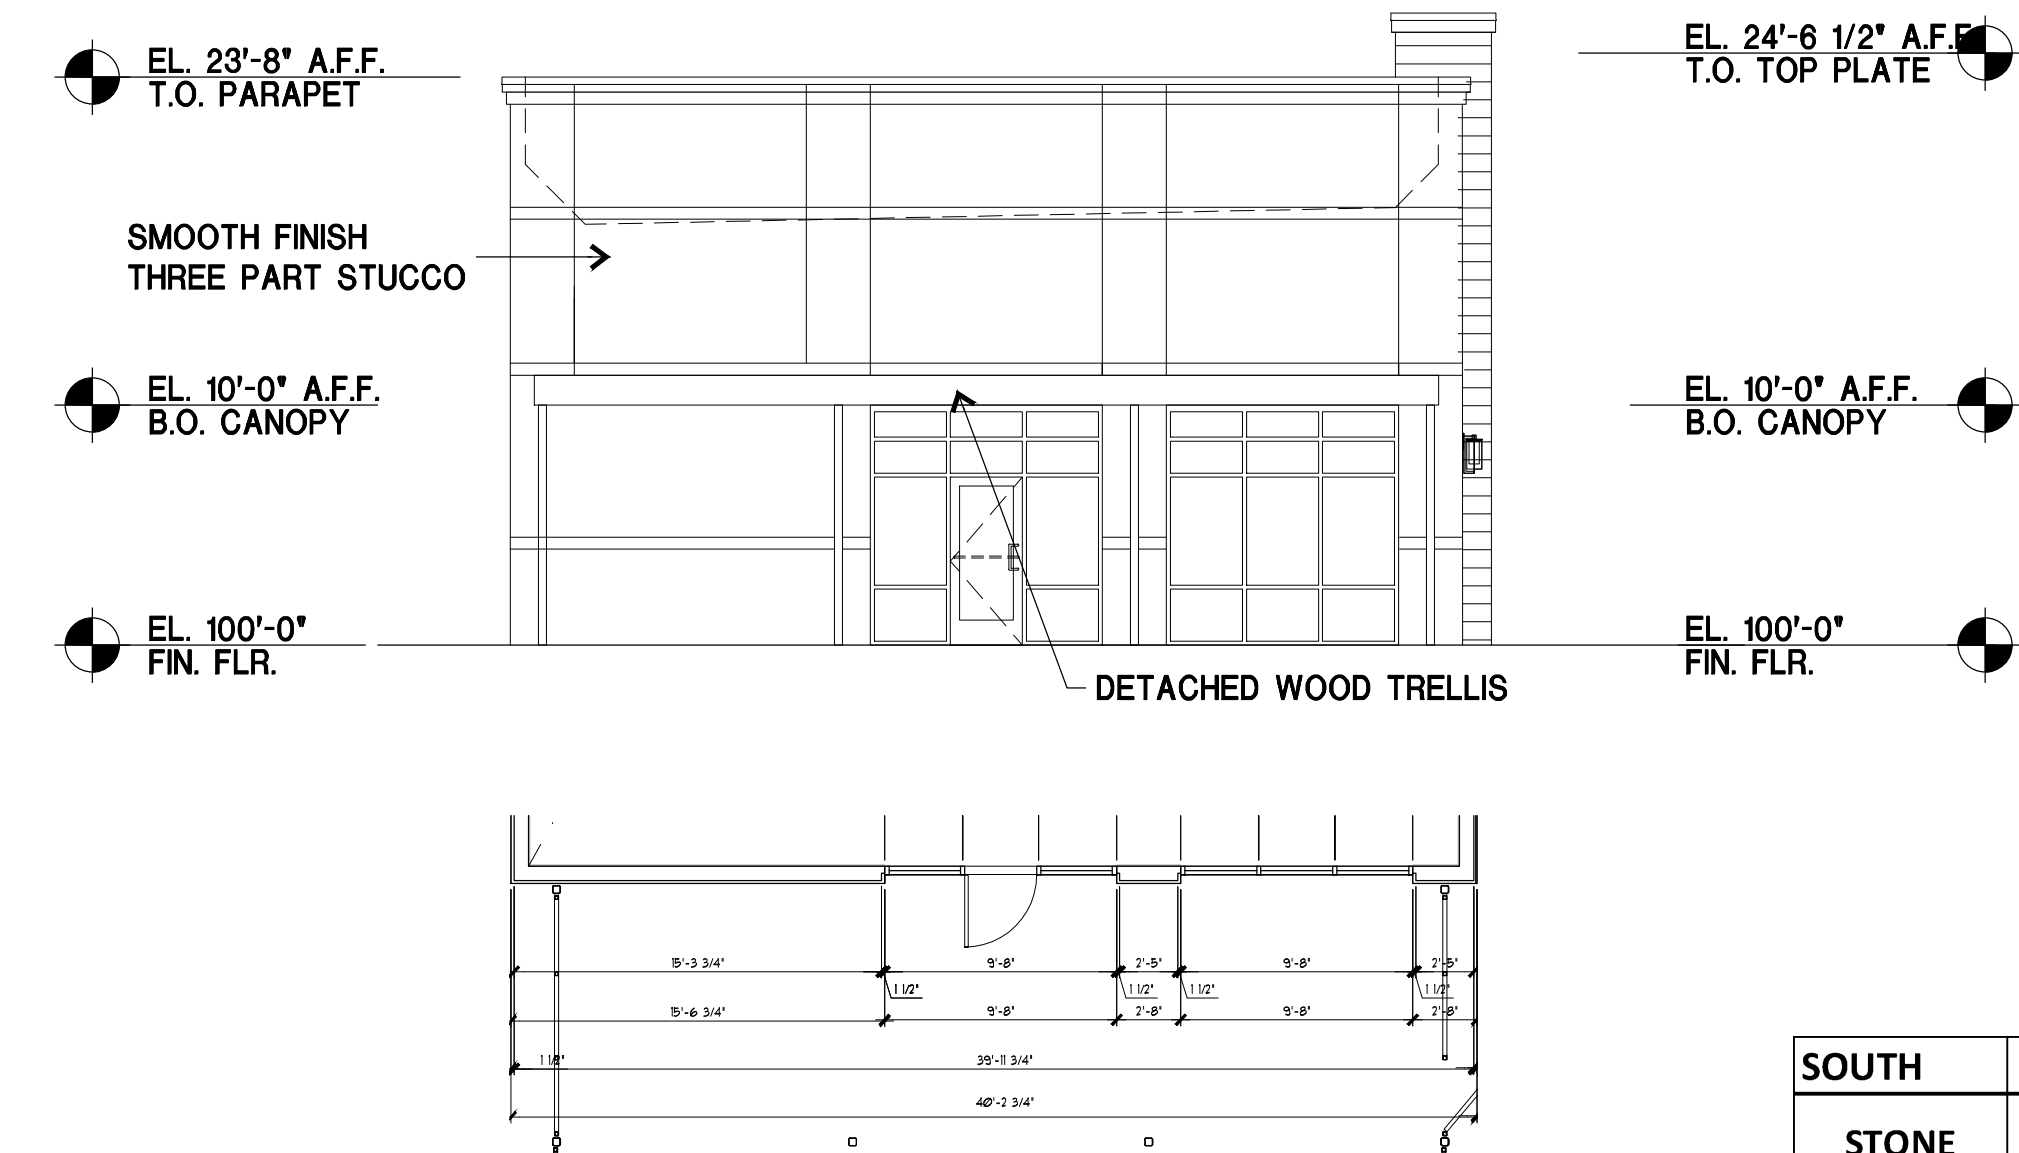 EL. 23'-8" A.F.F.
T.O. PARAPET
EL. 24'-6 1/2" A.F.F.
T.O. TOP PLATE
SMOOTH FINISH
THREE PART STUCCO
EL. 10'-0" A.F.F.
B.O. CANOPY
EL. 10'-0" A.F.F.
B.O. CANOPY
EL. 100'-0"
FIN. FLR.
EL. 100'-0"
FIN. FLR.
DETACHED WOOD TRELLIS
15'-3 3/4" 9'-8" 2'-5" 9'-8" 2'-5"
1 1/2" 1 1/2" 1 1/2" 1 1/2"
15'-6 3/4" 9'-8" 2'-8" 9'-8" 2'-8"
1 1/2" 39'-11 3/4"
40'-2 3/4"
SOUTH
STONE